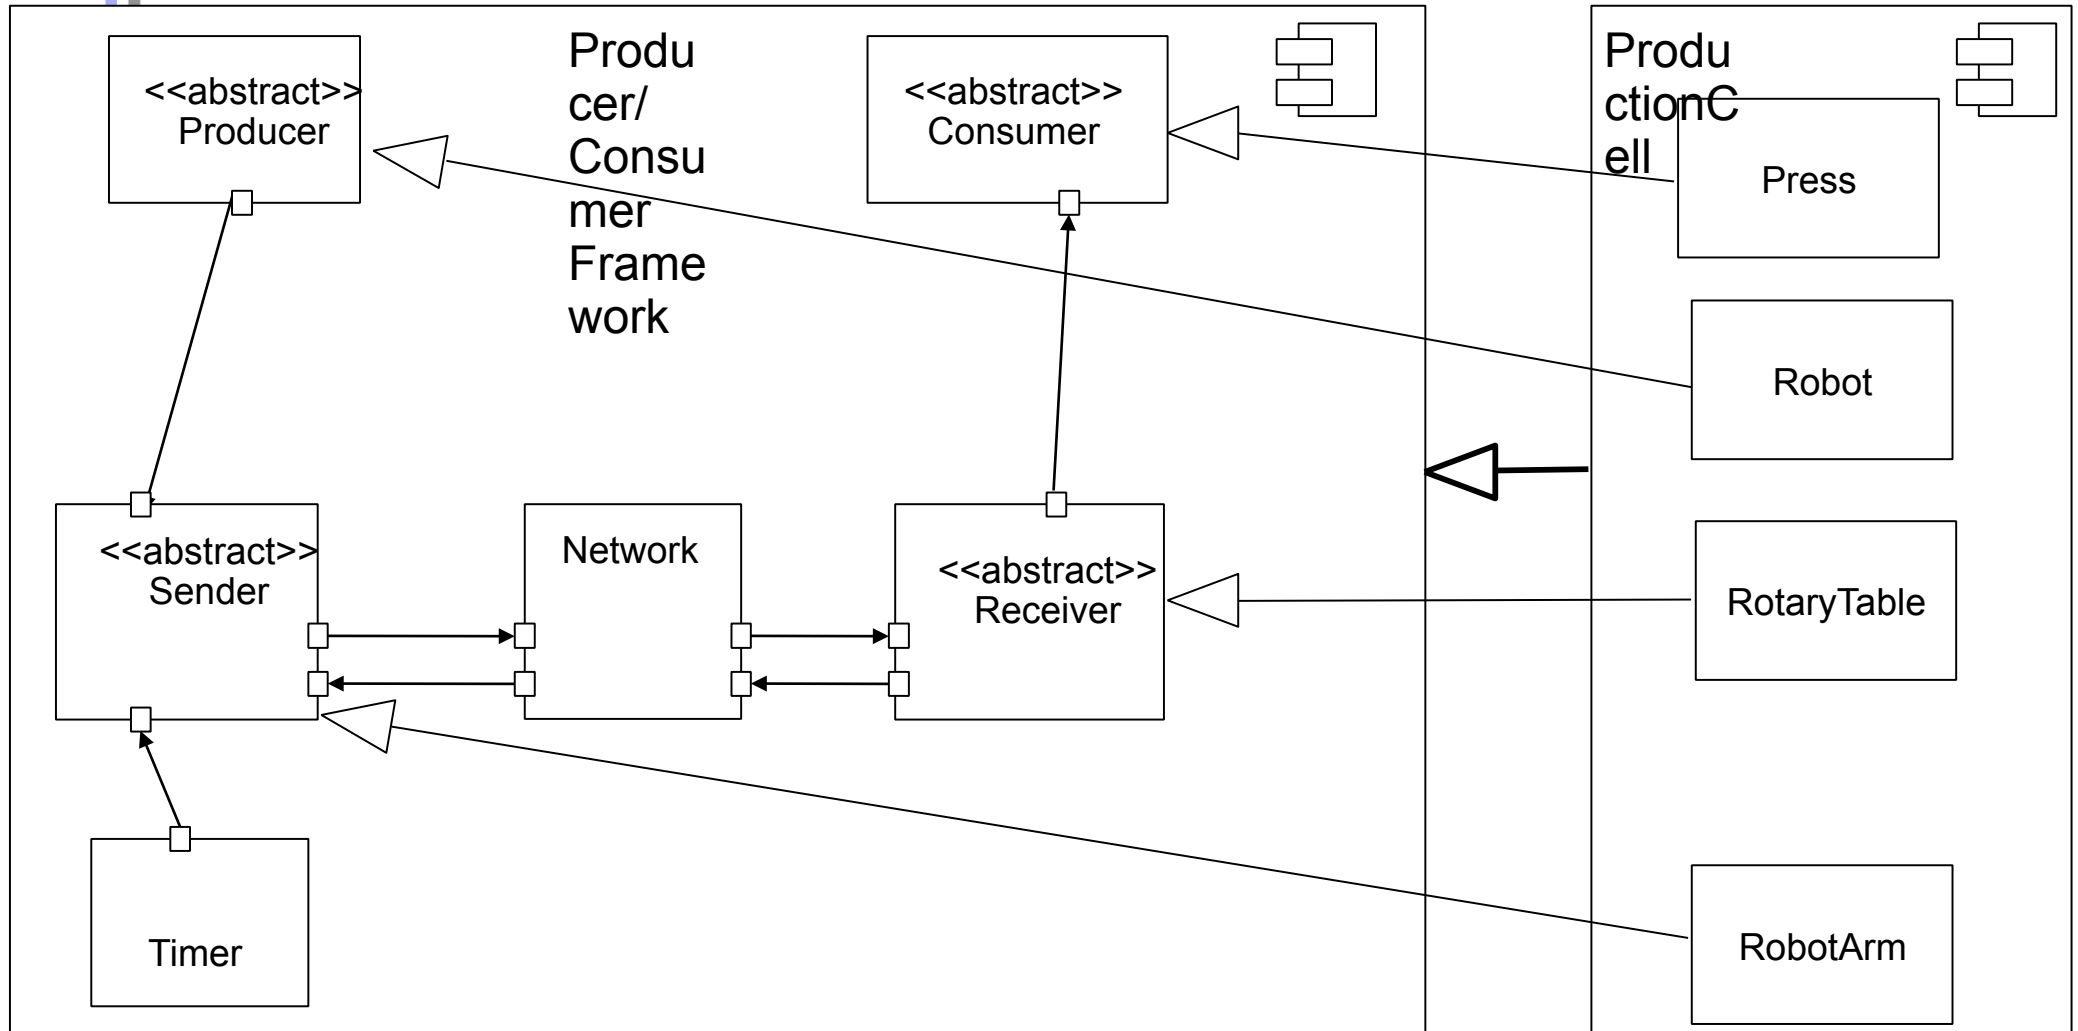 <<abstract>>
Producer
Produ
cer/
Consu
mer
Frame
work
<<abstract>>
Consumer
Produ
ctionC
ell
Press
Robot
<<abstract>>
Sender
Network
<<abstract>>
Receiver
RotaryTable
Timer
RobotArm